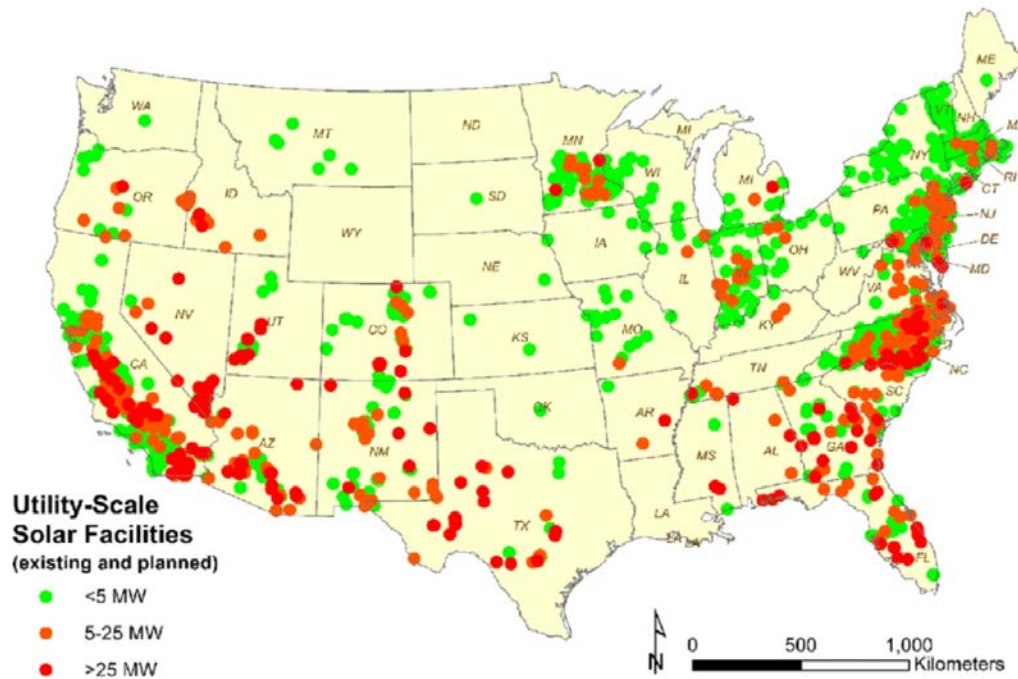 ME
WA
MT
ND
MN
MI
VT
NH
M
NY
OR
ID
SD
WI
MI
RI
CT
WY
PA
NJ
IA
NE
OH
DE
IL
WV
MD
NV
UT
CO
VA
KS
MO
KY
CA
NC
TN
OK
AR
SC
AZ
NM
MS
AL
GA
TX
LA
FL
Utility-Scale
Solar Facilities
(existing and planned)
<5 MW
5-25 MW
>25 MW
N
0 500 1,000
Kilometers